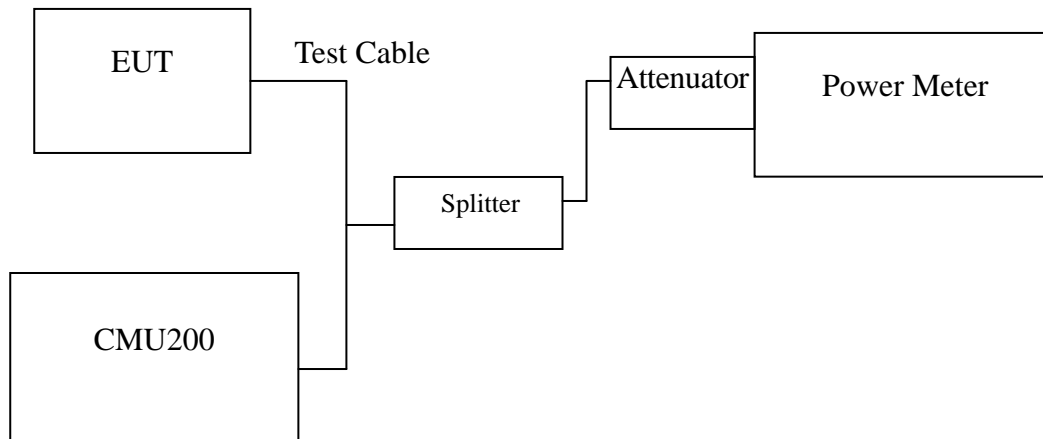 EUT
Test Cable
Attenuator
Power Meter
Splitter
CMU200